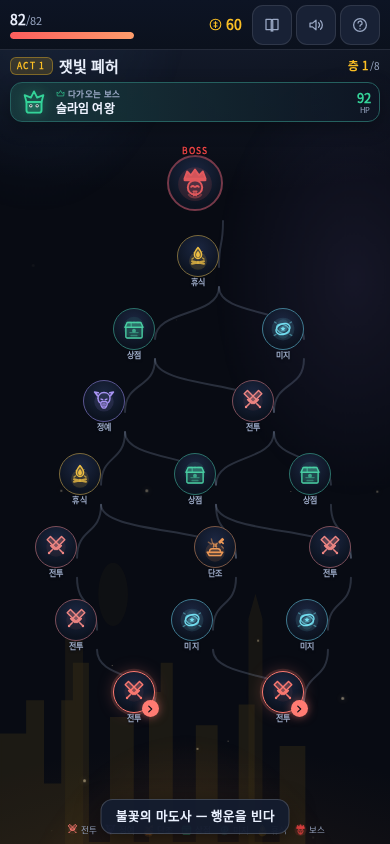 82/82
60
ACT 1 잿빛 폐허
층 1/8
다가오는 보스
슬라임 여왕
92
HP
BOSS
휴식
상점 미지
정예 전투
휴식 상점 상점
전투 단조 전투
전투 미지 미지
전투 전투
불꽃의 마도사 — 행운을 빈다
전투 보스